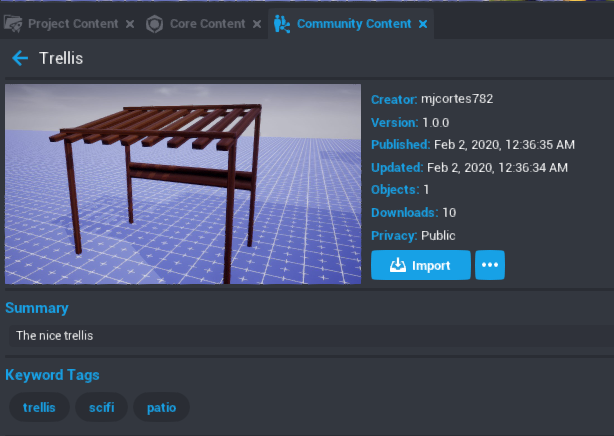 Project Content
Core Content
Community Content
Trellis
Creator: mjcortes782
Version: 1.0.0
Published: Feb 2, 2020, 12:36:35 AM
Updated: Feb 2, 2020, 12:36:34 AM
Objects: 1
Downloads: 10
Privacy: Public
Import
Summary
The nice trellis
Keyword Tags
trellis
scifi
patio